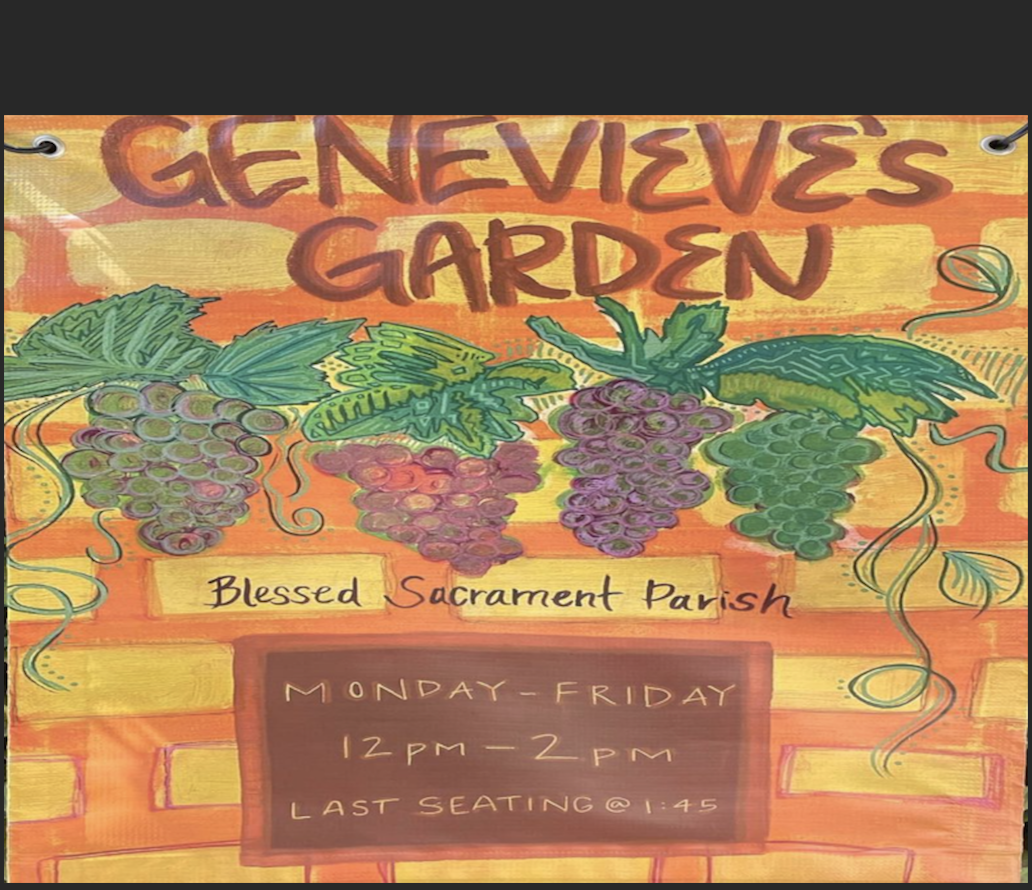 GENEVIEVE'S
GARDEN
Blessed Sacrament Parish
MONDAY-FRIDAY
12pm-2pm
LAST SEATING@1:45